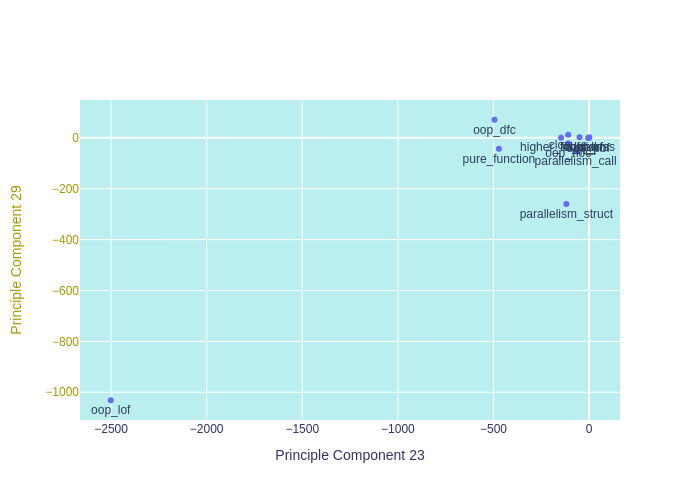 0
−200
−400
−600
−800
−1000
Principle Component 29
oop_dfc
pure_function
parallelism_call
parallelism_struct
oop_lof
−2500
−2000
−1500
−1000
−500
0
Principle Component 23